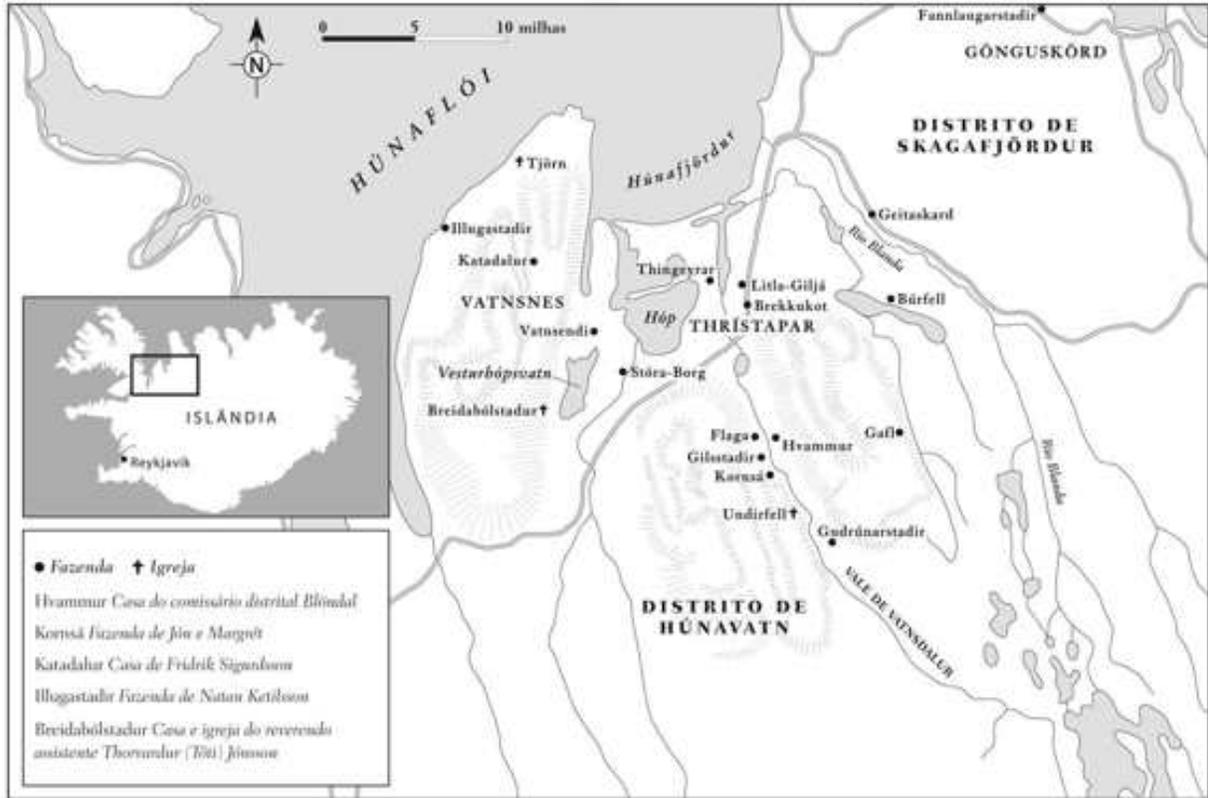 0 5 10 milhas
N
Fannlaugarstadir
GÖNGUSKÖRD
DISTRITO DE
SKAGAFJÖRDUR
HÚNAFLÓI
Húnafjördur
Tjörn
Illugastadir
Katadalur
VATNSNES
Vatnsendi
Vesturhópsvatn
Breidabólstadur
Thingeyrar
Hóp
Stóra-Borg
Litla-Giljá
Brekkukot
THRÍSTAPAR
Geitaskard
Rio Blanda
Búrfell
Flaga
Hvammur
Gilsstadir
Kornsá
Gafl
Undirfell
Gudrúnarstadir
Rio Blanda
VALE DE VATNSDALUR
DISTRITO DE
HÚNAVATN
ISLÂNDIA
Reykjavík
Fazenda Igreja
Hvammur Casa do comissário distrital Blöndal
Kornsá Fazenda de Jón e Margrét
Katadalur Casa de Fridrik Sigurdsson
Illugastadir Fazenda de Natan Ketilsson
Breidabólstadur Casa e igreja do reverendo
assistente Thorvardur (Tóti) Jónsson